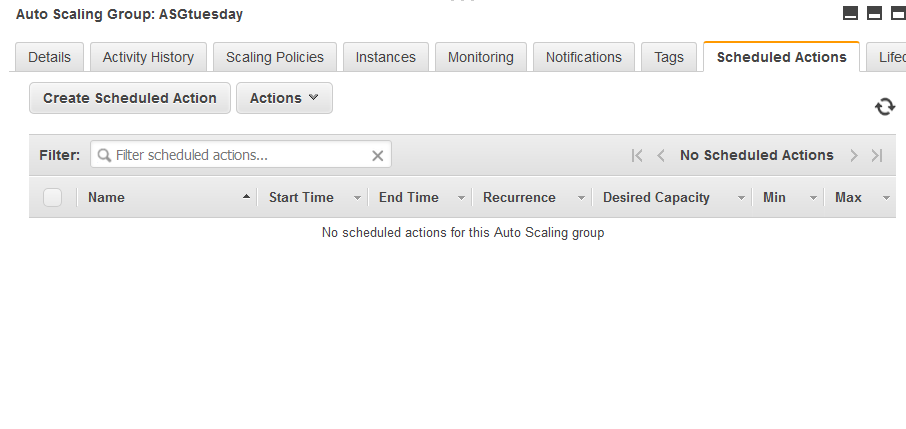 Auto Scaling Group: ASGtuesday
Details Activity History Scaling Policies Instances Monitoring Notifications Tags Scheduled Actions Lifec
Create Scheduled Action Actions
Filter: Filter scheduled actions... No Scheduled Actions
Name Start Time End Time Recurrence Desired Capacity Min Max
No scheduled actions for this Auto Scaling group